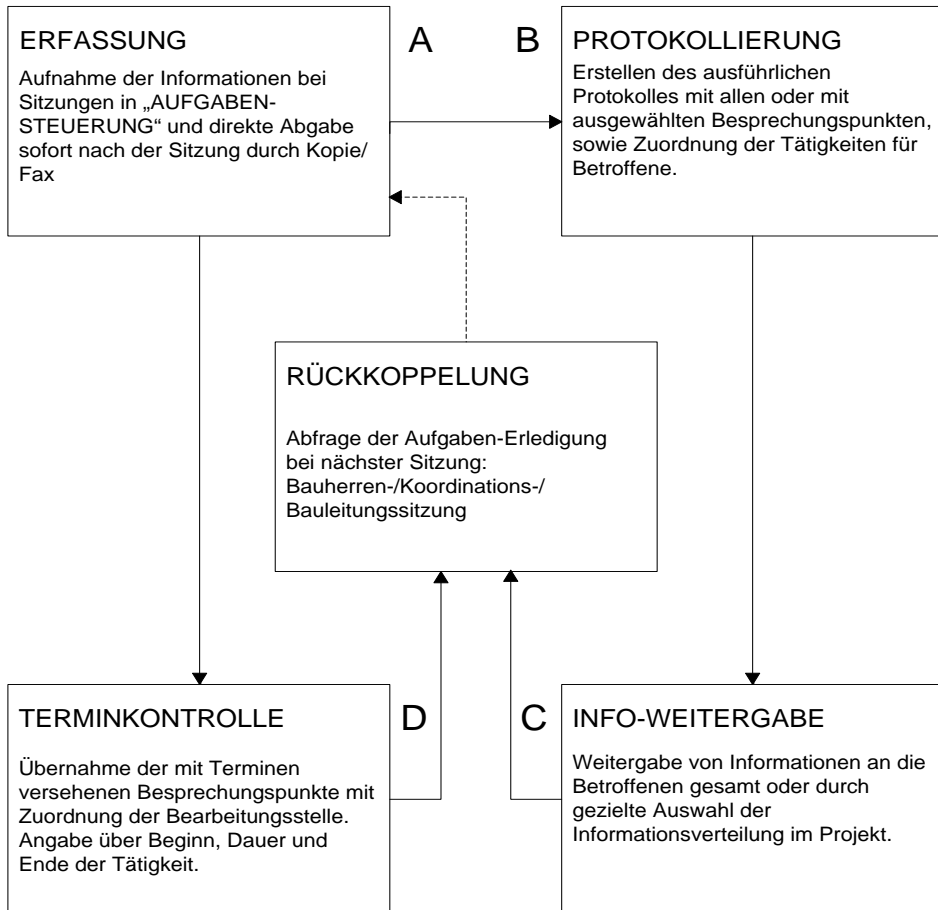 ERFASSUNG
Aufnahme der Informationen bei
Sitzungen in „AUFGABEN-
STEUERUNG“ und direkte Abgabe
sofort nach der Sitzung durch Kopie/
Fax
A
B
PROTOKOLLIERUNG
Erstellen des ausführlichen
Protokolles mit allen oder mit
ausgewählten Besprechungspunkten,
sowie Zuordnung der Tätigkeiten für
Betroffene.
RÜCKKOPPELUNG
Abfrage der Aufgaben-Erledigung
bei nächster Sitzung:
Bauherren-/Koordinations-/
Bauleitungssitzung
TERMINKONTROLLE
Übernahme der mit Terminen
versehenen Besprechungspunkte mit
Zuordnung der Bearbeitungsstelle.
Angabe über Beginn, Dauer und
Ende der Tätigkeit.
D
C
INFO-WEITERGABE
Weitergabe von Informationen an die
Betroffenen gesamt oder durch
gezielte Auswahl der
Informationsverteilung im Projekt.